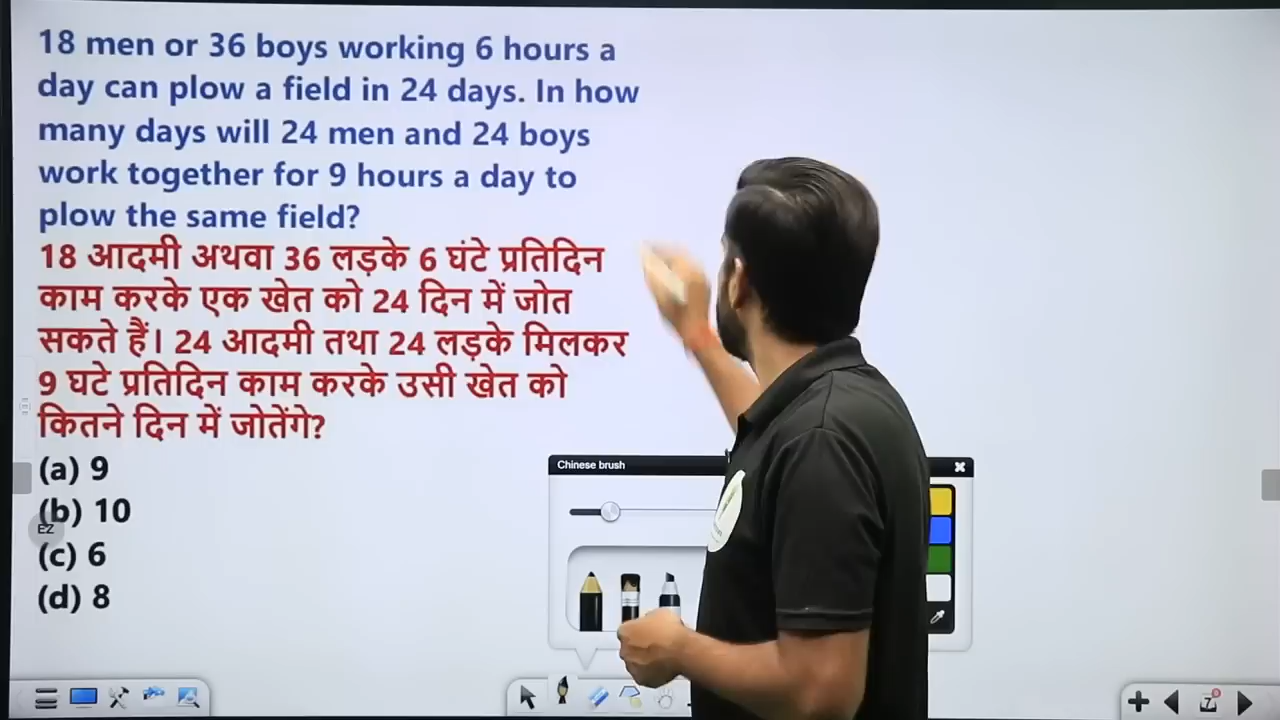 18 men or 36 boys working 6 hours a
day can plow a field in 24 days. In how
many days will 24 men and 24 boys
work together for 9 hours a day to
plow the same field?
18 आदमी अथवा 36 लड़के 6 घंटे प्रतिदिन
काम करके एक खेत को 24 दिन में जोत
सकते हैं। 24 आदमी तथा 24 लड़के मिलकर
9 घटे प्रतिदिन काम करके उसी खेत को
कितने दिन में जोतेंगे?
(a) 9
(b) 10
EZ
(c) 6
(d) 8
Chinese brush
7